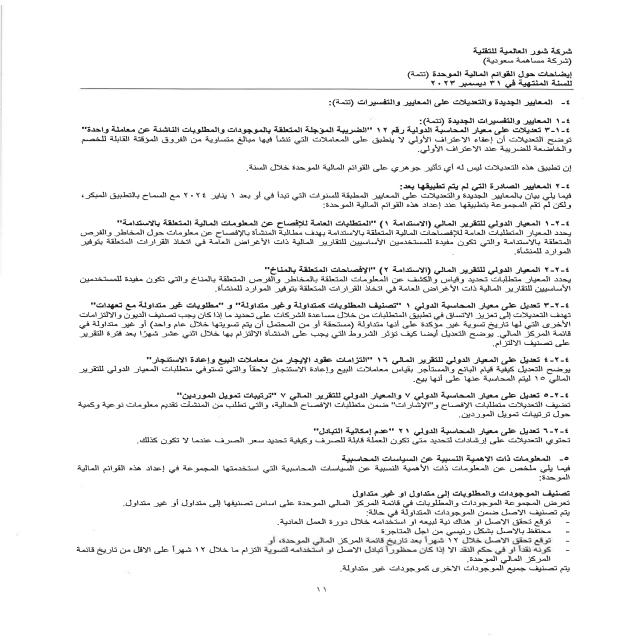 شركة شور العالمية للتقنية
(شركة مساهمة سعودية)
إيضاحات حول القوائم المالية الموحدة (تتمة)
للسنة المنتهية في ٣١ ديسمبر ٢٠٢٣
٤- المعايير الجديدة والتعديلات على المعايير والتفسيرات (تتمة):
٤-١ المعايير والتفسيرات الجديدة (تتمة):
٤-١-٣ تعديلات على معيار المحاسبة الدولية رقم ١٢ "الضريبة المؤجلة المتعلقة بالموجودات والمطلوبات الناشئة عن معاملة واحدة"
توضح التعديلات أن إعفاء الاعتراف الأولي لا ينطبق على المعاملات التي تنشأ فيها مبالغ متساوية من الفروق المؤقتة القابلة للخصم
والخاضعة للضريبة عند الاعتراف الأولي.
إن تطبيق هذه التعديلات ليس له أي تأثير جوهري على القوائم المالية الموحدة خلال السنة.
٤-٢ المعايير الصادرة التي لم يتم تطبيقها بعد:
فيما يلي بيان بالمعايير الجديدة والتعديلات على المعايير المطبقة للسنوات التي تبدأ في أو بعد ١ يناير ٢٠٢٤ مع السماح بالتطبيق المبكر،
ولكن لم تقم المجموعة بتطبيقها عند إعداد هذه القوائم المالية الموحدة:
٤-٢-١ المعيار الدولي للتقرير المالي (الاستدامة ١) "المتطلبات العامة للإفصاح عن المعلومات المالية المتعلقة بالاستدامة"
يحدد المعيار المتطلبات العامة للإفصاحات المالية المتعلقة بالاستدامة بهدف مطالبة المنشأة بالإفصاح عن معلومات حول المخاطر والفرص
المتعلقة بالاستدامة والتي تكون مفيدة للمستخدمين الأساسيين للتقارير المالية ذات الأغراض العامة في اتخاذ القرارات المتعلقة بتوفير
الموارد للمنشأة.
٤-٢-٢ المعيار الدولي للتقرير المالي (الاستدامة ٢) "الإفصاحات المتعلقة بالمناخ"
يحدد المعيار متطلبات تحديد وقياس والكشف عن المعلومات المتعلقة بالمخاطر والفرص المتعلقة بالمناخ والتي تكون مفيدة للمستخدمين
الأساسيين للتقارير المالية ذات الأغراض العامة في اتخاذ القرارات المتعلقة بتوفير الموارد للمنشأة.
٤-٢-٣ تعديل على معيار المحاسبة الدولي ١ "تصنيف المطلوبات كمتداولة وغير متداولة" و "مطلوبات غير متداولة مع تعهدات"
تهدف التعديلات إلى تعزيز الاتساق في تطبيق المتطلبات من خلال مساعدة الشركات على تحديد ما إذا كان يجب تصنيف الديون والالتزامات
الأخرى التي لها تاريخ تسوية غير مؤكدة على أنها متداولة (مستحقة أو من المحتمل أن يتم تسويتها خلال عام واحد) أو غير متداولة في
قائمة المركز المالي. يوضح التعديل أيضا كيف تؤثر الشروط التي يجب على المنشأة الالتزام بها خلال اثني عشر شهرًا بعد فترة التقرير
على تصنيف الالتزام.
٤-٢-٤ تعديل على المعيار الدولي للتقرير المالي ١٦ "التزامات عقود الإيجار من معاملات البيع وإعادة الاستئجار"
يوضح التعديل كيفية قيام البائع والمستأجر بقياس معاملات البيع وإعادة الاستئجار لاحقاً والتي تستوفي متطلبات المعيار الدولي للتقرير
المالي ١٥ ليتم المحاسبة عنها على أنها بيع.
٤-٢-٥ تعديل على معيار المحاسبة الدولي ٧ والمعيار الدولي للتقرير المالي ٧ "ترتيبات تمويل الموردين"
تضيف التعديلات متطلبات الإفصاح و"الإشارات" ضمن متطلبات الإفصاح الحالية، والتي تطلب من المنشآت تقديم معلومات نوعية وكمية
حول ترتيبات تمويل الموردين.
٤-٢-٦ تعديل على معيار المحاسبة الدولي ٢١ "عدم إمكانية التبادل"
تحتوي التعديلات على إرشادات لتحديد متى تكون العملة قابلة للصرف وكيفية تحديد سعر الصرف عندما لا تكون كذلك.
٥- المعلومات ذات الاهمية النسبية عن السياسات المحاسبية
فيما يلي ملخص عن المعلومات ذات الأهمية النسبية عن السياسات المحاسبية التي استخدمتها المجموعة في إعداد هذه القوائم المالية
الموحدة:
تصنيف الموجودات والمطلوبات إلى متداول او غير متداول
تعرض المجموعة الموجودات والمطلوبات في قائمة المركز المالي الموحدة على اساس تصنيفها إلى متداول أو غير متداول.
يتم تصنيف الاصل ضمن الموجودات المتداولة في حالة:
- توقع تحقق الاصل او هناك نية لبيعه او استخدامه خلال دورة العمل العادية.
- محتفظ بالاصل بشكل رئيسي من اجل المتاجرة
- توقع تحقق الاصل خلال ١٢ شهراً بعد تاريخ قائمة المركز المالي الموحدة، أو
- كونه نقداً أو في حكم النقد الا إذا كان محظوراً تبادل الاصل او استخدامه لتسوية التزام ما خلال ١٢ شهراً على الاقل من تاريخ قائمة
المركز المالي الموحدة.
يتم تصنيف جميع الموجودات الاخرى كموجودات غير متداولة.
١١